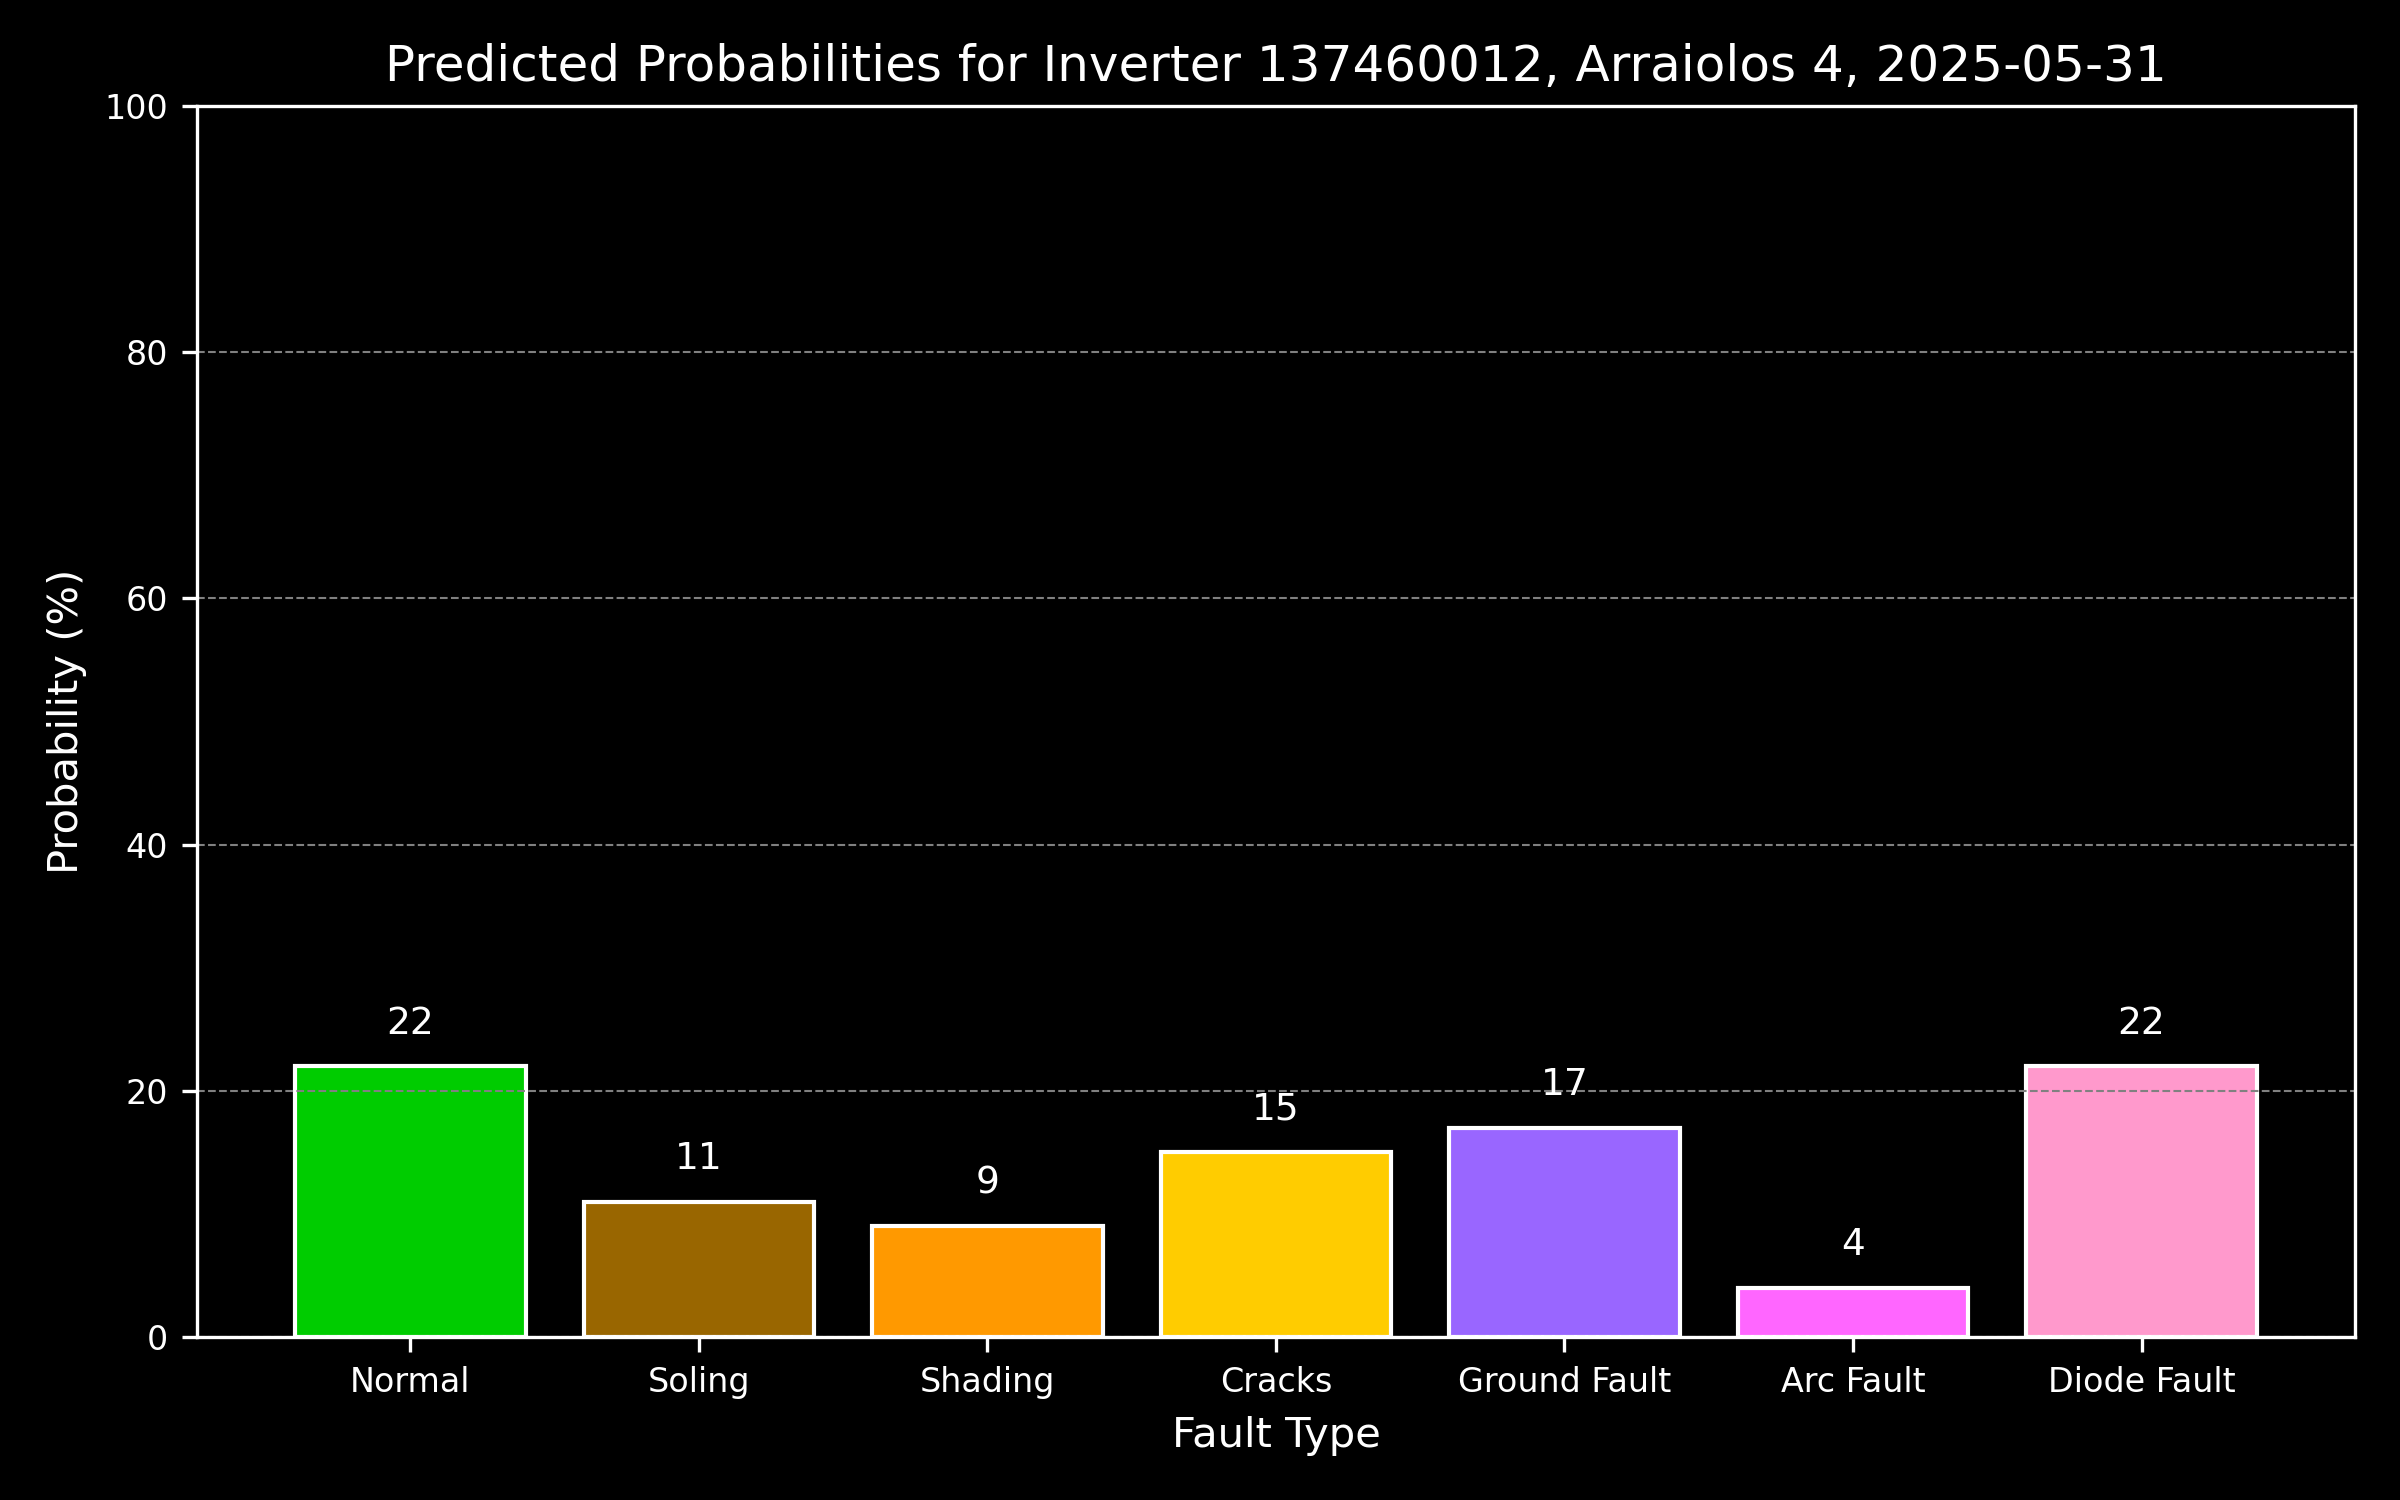 Predicted Probabilities for Inverter 137460012, Arraiolos 4, 2025-05-31
Probability (%)
100
80
60
40
20
0
22
11
9
15
17
4
22
Normal
Soling
Shading
Cracks
Ground Fault
Arc Fault
Diode Fault
Fault Type